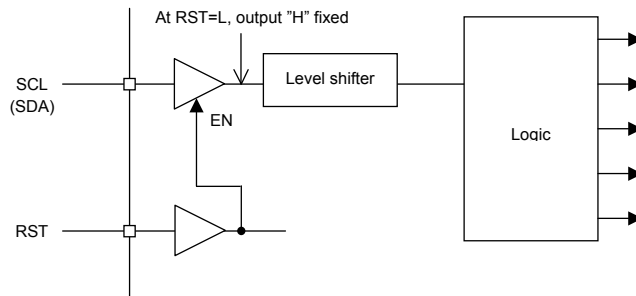 At RST=L, output "H" fixed
SCL
(SDA)
Level shifter
EN
Logic
RST